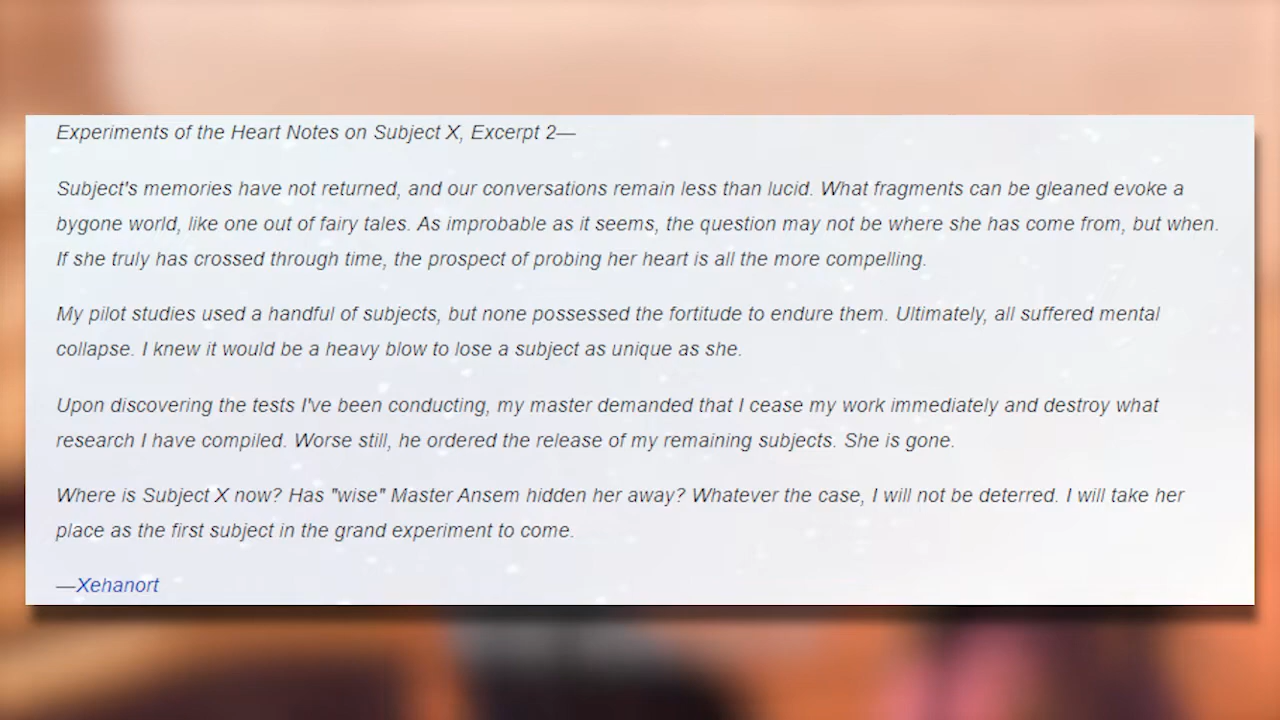 Experiments of the Heart Notes on Subject X, Excerpt 2—
Subject's memories have not returned, and our conversations remain less than lucid. What fragments can be gleaned evoke a
bygone world, like one out of fairy tales. As improbable as it seems, the question may not be where she has come from, but when.
If she truly has crossed through time, the prospect of probing her heart is all the more compelling.
My pilot studies used a handful of subjects, but none possessed the fortitude to endure them. Ultimately, all suffered mental
collapse. I knew it would be a heavy blow to lose a subject as unique as she.
Upon discovering the tests I've been conducting, my master demanded that I cease my work immediately and destroy what
research I have compiled. Worse still, he ordered the release of my remaining subjects. She is gone.
Where is Subject X now? Has "wise" Master Ansem hidden her away? Whatever the case, I will not be deterred. I will take her
place as the first subject in the grand experiment to come.
—Xehanort